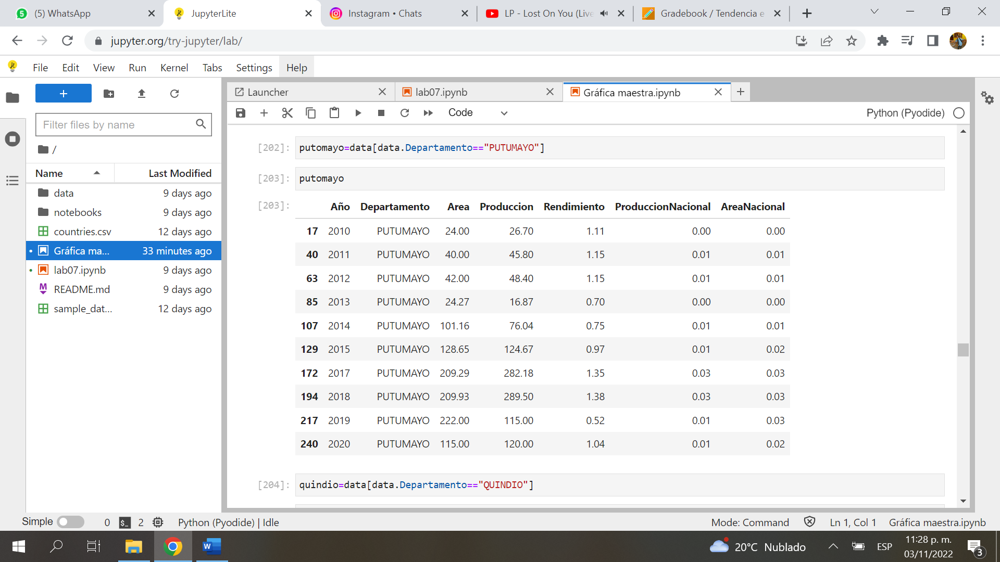 (5) WhatsApp
JupyterLite
Instagram • Chats
LP - Lost On You (Live
Gradebook / Tendencia e
jupyter.org/try-jupyter/lab/
File Edit View Run Kernel Tabs Settings Help
Launcher
lab07.ipynb
Gráfica maestra.ipynb
Code
Python (Pyodide)
Filter files by name
/
Name Last Modified
data 9 days ago
notebooks 9 days ago
countries.csv 12 days ago
Gráfica ma... 33 minutes ago
lab07.ipynb 9 days ago
README.md 9 days ago
sample_dat... 12 days ago
[202]: putomayo=data[data.Departamento=="PUTUMAYO"]
[203]: putomayo
[203]:
Año Departamento Area Produccion Rendimiento ProduccionNacional AreaNacional
17 2010 PUTUMAYO 24.00 26.70 1.11 0.00 0.00
40 2011 PUTUMAYO 40.00 45.80 1.15 0.01 0.01
63 2012 PUTUMAYO 42.00 48.40 1.15 0.01 0.01
85 2013 PUTUMAYO 24.27 16.87 0.70 0.00 0.00
107 2014 PUTUMAYO 101.16 76.04 0.75 0.01 0.01
129 2015 PUTUMAYO 128.65 124.67 0.97 0.01 0.02
172 2017 PUTUMAYO 209.29 282.18 1.35 0.03 0.03
194 2018 PUTUMAYO 209.93 289.50 1.38 0.03 0.03
217 2019 PUTUMAYO 222.00 115.00 0.52 0.01 0.03
240 2020 PUTUMAYO 115.00 120.00 1.04 0.01 0.02
[204]: quindio=data[data.Departamento=="QUINDIO"]
Simple 0 2 Python (Pyodide) | Idle Mode: Command Ln 1, Col 1 Gráfica maestra.ipynb
20°C Nublado
ESP
11:28 p. m.
03/11/2022
3